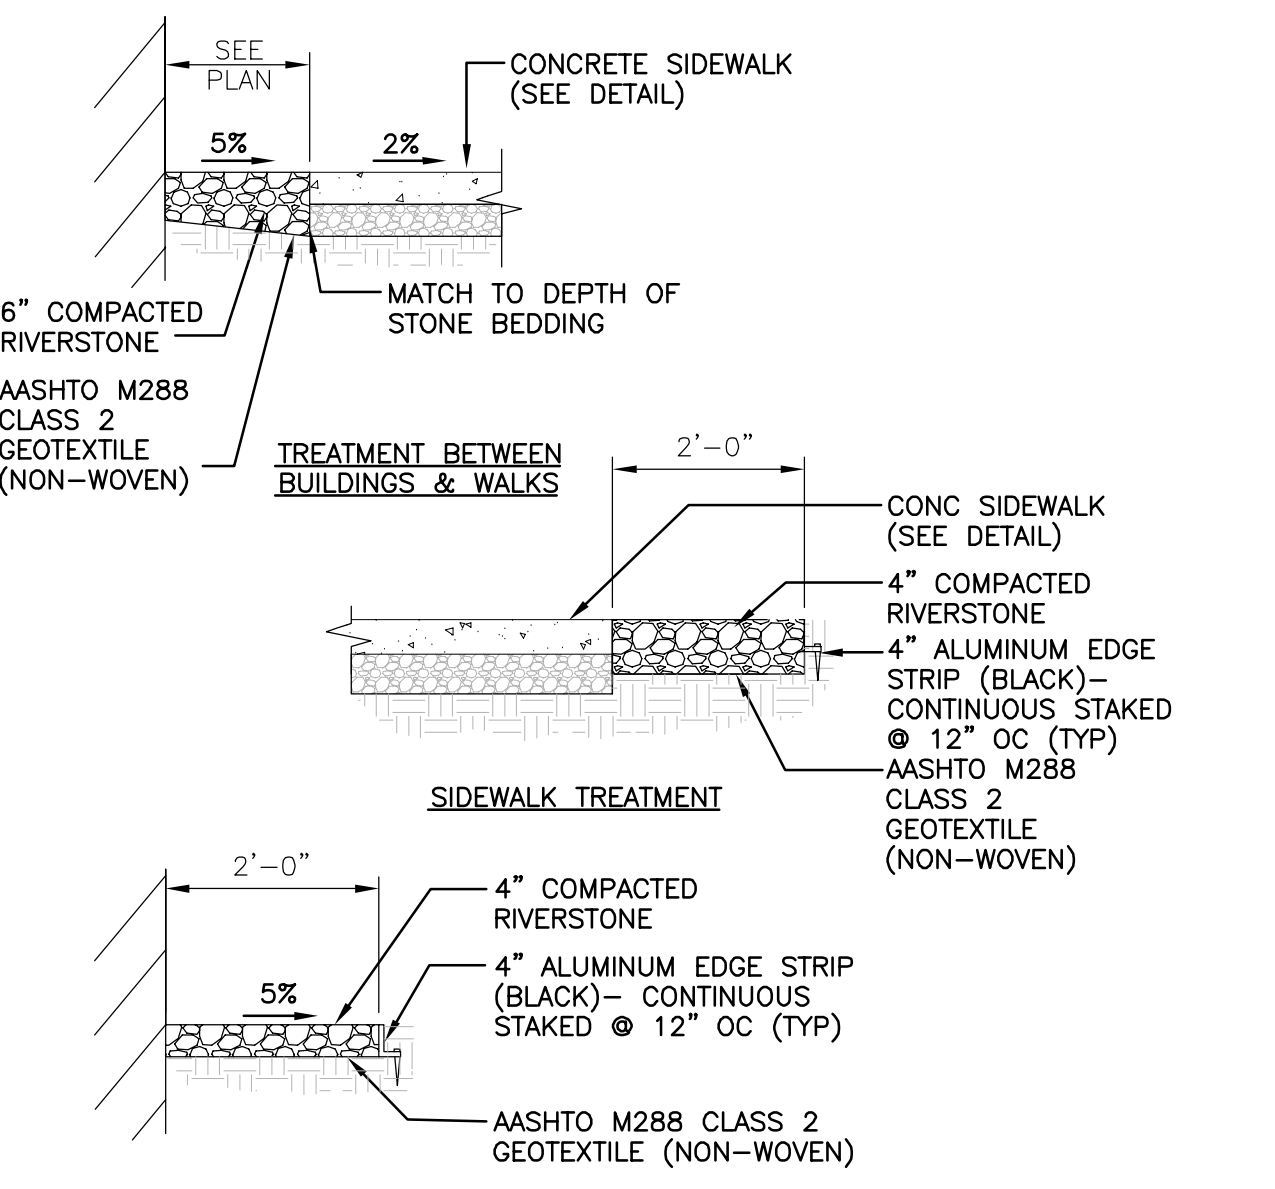 SEE
PLAN
CONCRETE SIDEWALK
(SEE DETAIL)
5%
2%
6” COMPACTED
RIVERSTONE
MATCH TO DEPTH OF
STONE BEDDING
AASHTO M288
CLASS 2
GEOTEXTILE
(NON-WOVEN)
TREATMENT BETWEEN
BUILDINGS & WALKS
2’-0”
CONC SIDEWALK
(SEE DETAIL)
4” COMPACTED
RIVERSTONE
4” ALUMINUM EDGE
STRIP (BLACK)-
CONTINUOUS STAKED
@ 12” OC (TYP)
AASHTO M288
CLASS 2
GEOTEXTILE
(NON-WOVEN)
SIDEWALK TREATMENT
2’-0”
4” COMPACTED
RIVERSTONE
4” ALUMINUM EDGE STRIP
(BLACK)- CONTINUOUS
STAKED @ 12” OC (TYP)
5%
AASHTO M288 CLASS 2
GEOTEXTILE (NON-WOVEN)